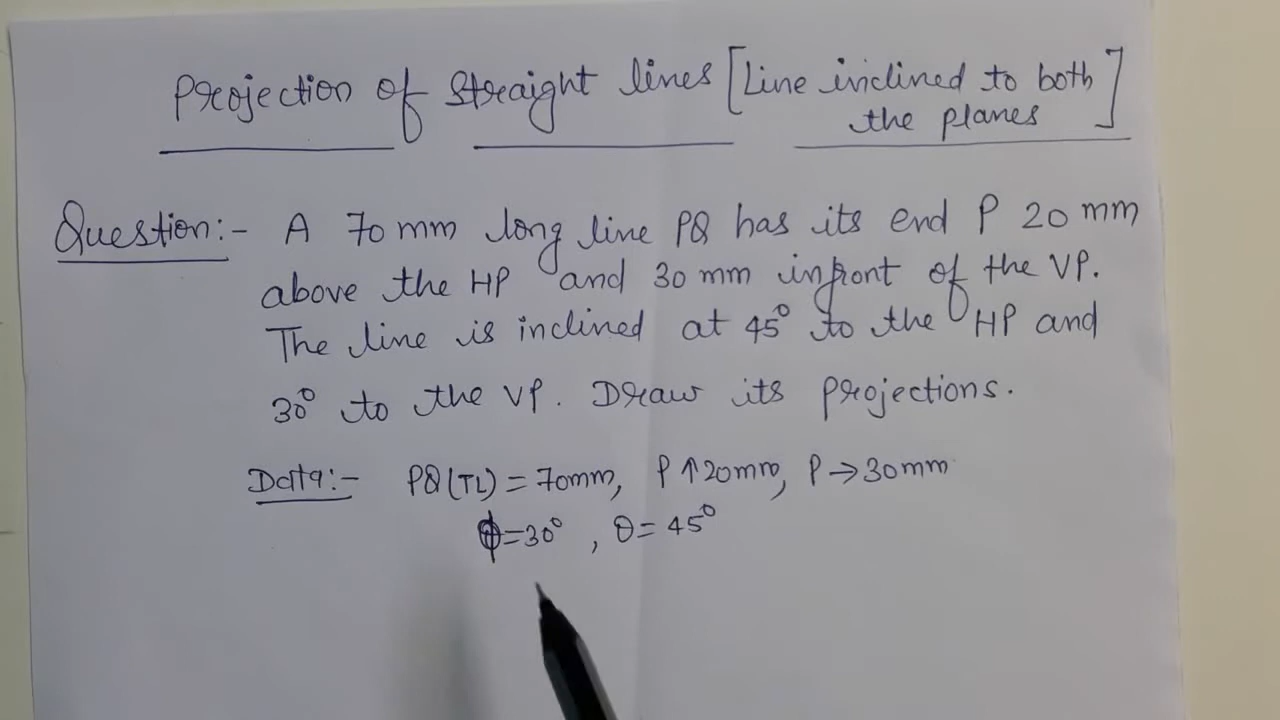 Projection of Straight lines [Line inclined to both
the planes]
Question:- A 70 mm long line PQ has its end P 20 mm
above the HP and 30 mm infront of the VP.
The line is inclined at 45° to the HP and
30° to the VP. Draw its projections.
Data:- PQ(TL) = 70mm, P ↑ 20mm, P → 30mm
ϕ = 30°, θ = 45°